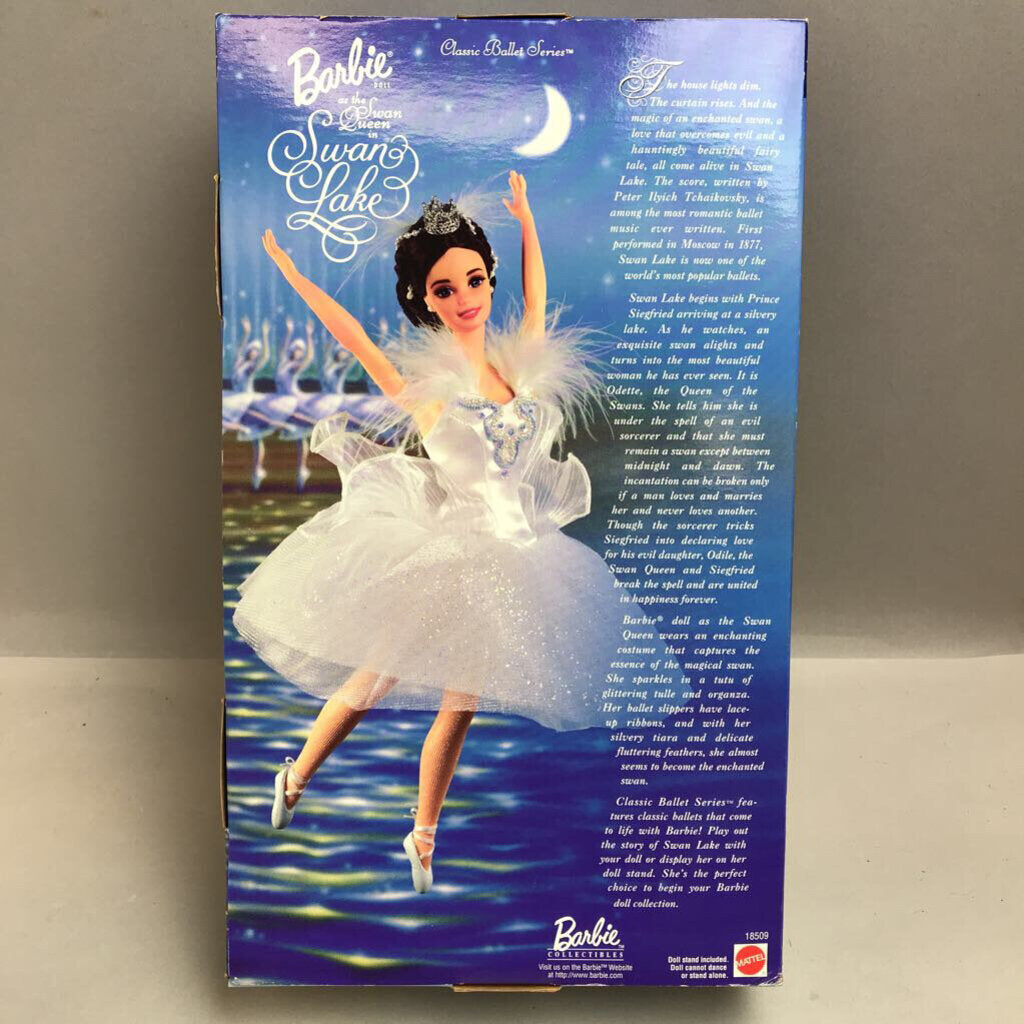 Barbie® DOLL
as the
Swan
Queen
in
Swan
Lake
Classic Ballet Series™
The house lights dim.
The curtain rises. And the
magic of an enchanted swan, a
love that overcomes evil and a
hauntingly beautiful fairy
tale, all come alive in Swan
Lake. The score, written by
Peter Ilyich Tchaikovsky, is
among the most romantic ballet
music ever written. First
performed in Moscow in 1877,
Swan Lake is now one of the
world's most popular ballets.
Swan Lake begins with Prince
Siegfried arriving at a silvery
lake. As he watches, an
exquisite swan alights and
turns into the most beautiful
woman he has ever seen. It is
Odette, the Queen of the
Swans. She tells him she is
under the spell of an evil
sorcerer and that she must
remain a swan except between
midnight and dawn. The
incantation can be broken only
if a man loves and marries
her and never loves another.
Though the sorcerer tricks
Siegfried into declaring love
for his evil daughter, Odile, the
Swan Queen and Siegfried
break the spell and are united
in happiness forever.
Barbie® doll as the Swan
Queen wears an enchanting
costume that captures the
essence of the magical swan.
She sparkles in a tutu of
glittering tulle and organza.
Her ballet slippers have lace-
up ribbons, and with her
silvery tiara and delicate
fluttering feathers, she almost
seems to become the enchanted
swan.
Classic Ballet Series™ fea-
tures classic ballets that come
to life with Barbie! Play out
the story of Swan Lake with
your doll or display her on her
doll stand. She's the perfect
choice to begin your Barbie
doll collection.
Barbie™
COLLECTIBLES
Visit us on the Barbie™ Website
at http://www.barbie.com
18509
Doll stand included.
Doll cannot dance
or stand alone.
MATTEL